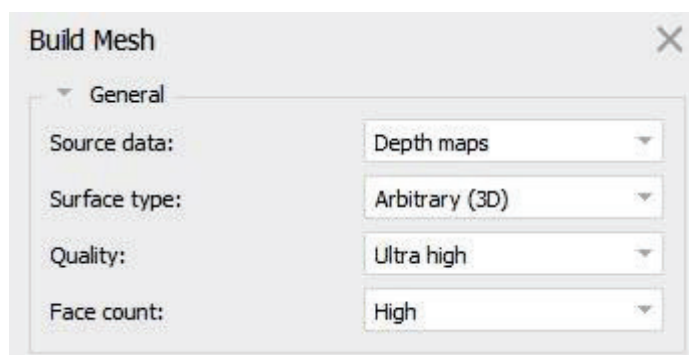 Build Mesh
General
Source data: Depth maps
Surface type: Arbitrary (3D)
Quality: Ultra high
Face count: High